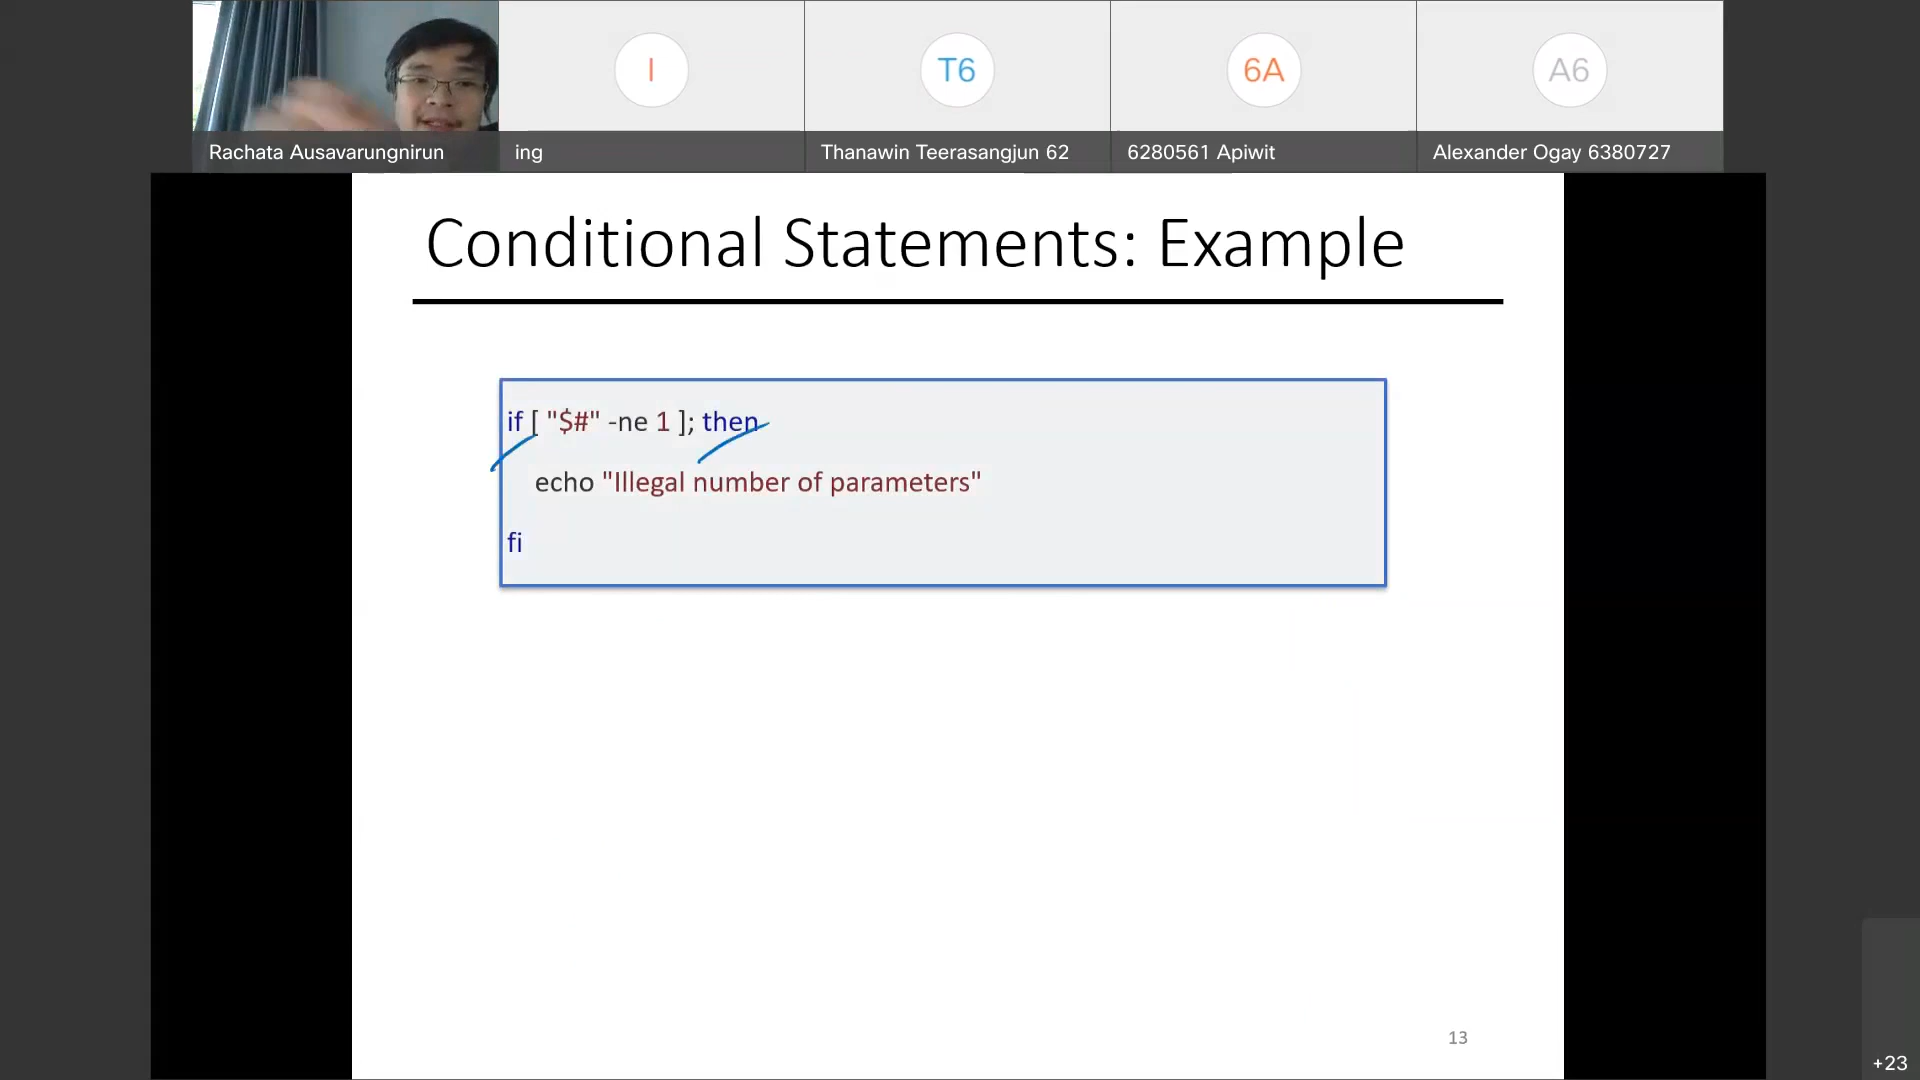 I
T6
6A
A6
Rachata Ausavarungnirun
ing
Thanawin Teerasangjun 62
6280561 Apiwit
Alexander Ogay 6380727
Conditional Statements: Example
if [ "$#" -ne 1 ]; then
echo "Illegal number of parameters"
fi
13
+23